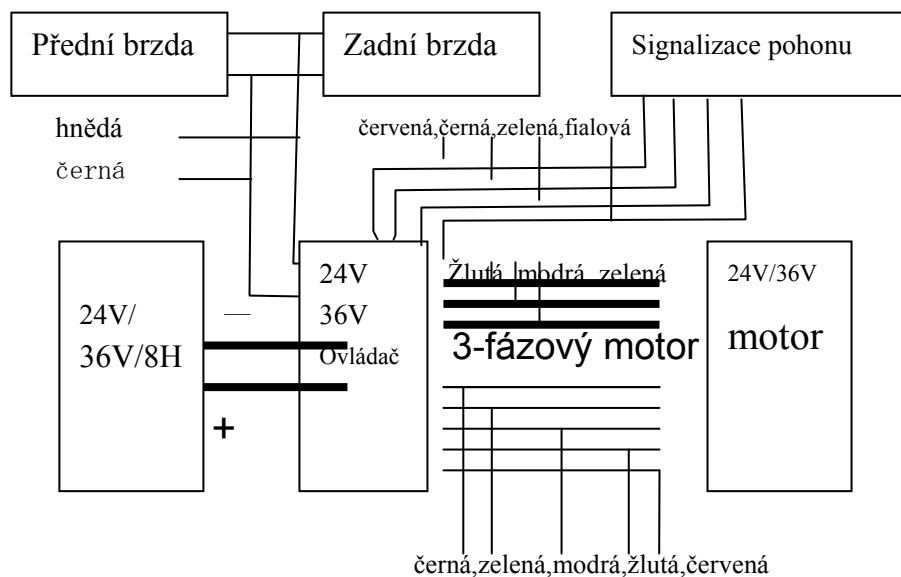 Přední brzda
Zadní brzda
Signalizace pohonu
hnědá
černá
červená,černá,zelená,fialová
24V/
36V/8H
—
+
24V
36V
Ovládač
Žlutá modrá zelená
3-fázový motor
24V/36V
motor
černá,zelená,modrá,žlutá,červená